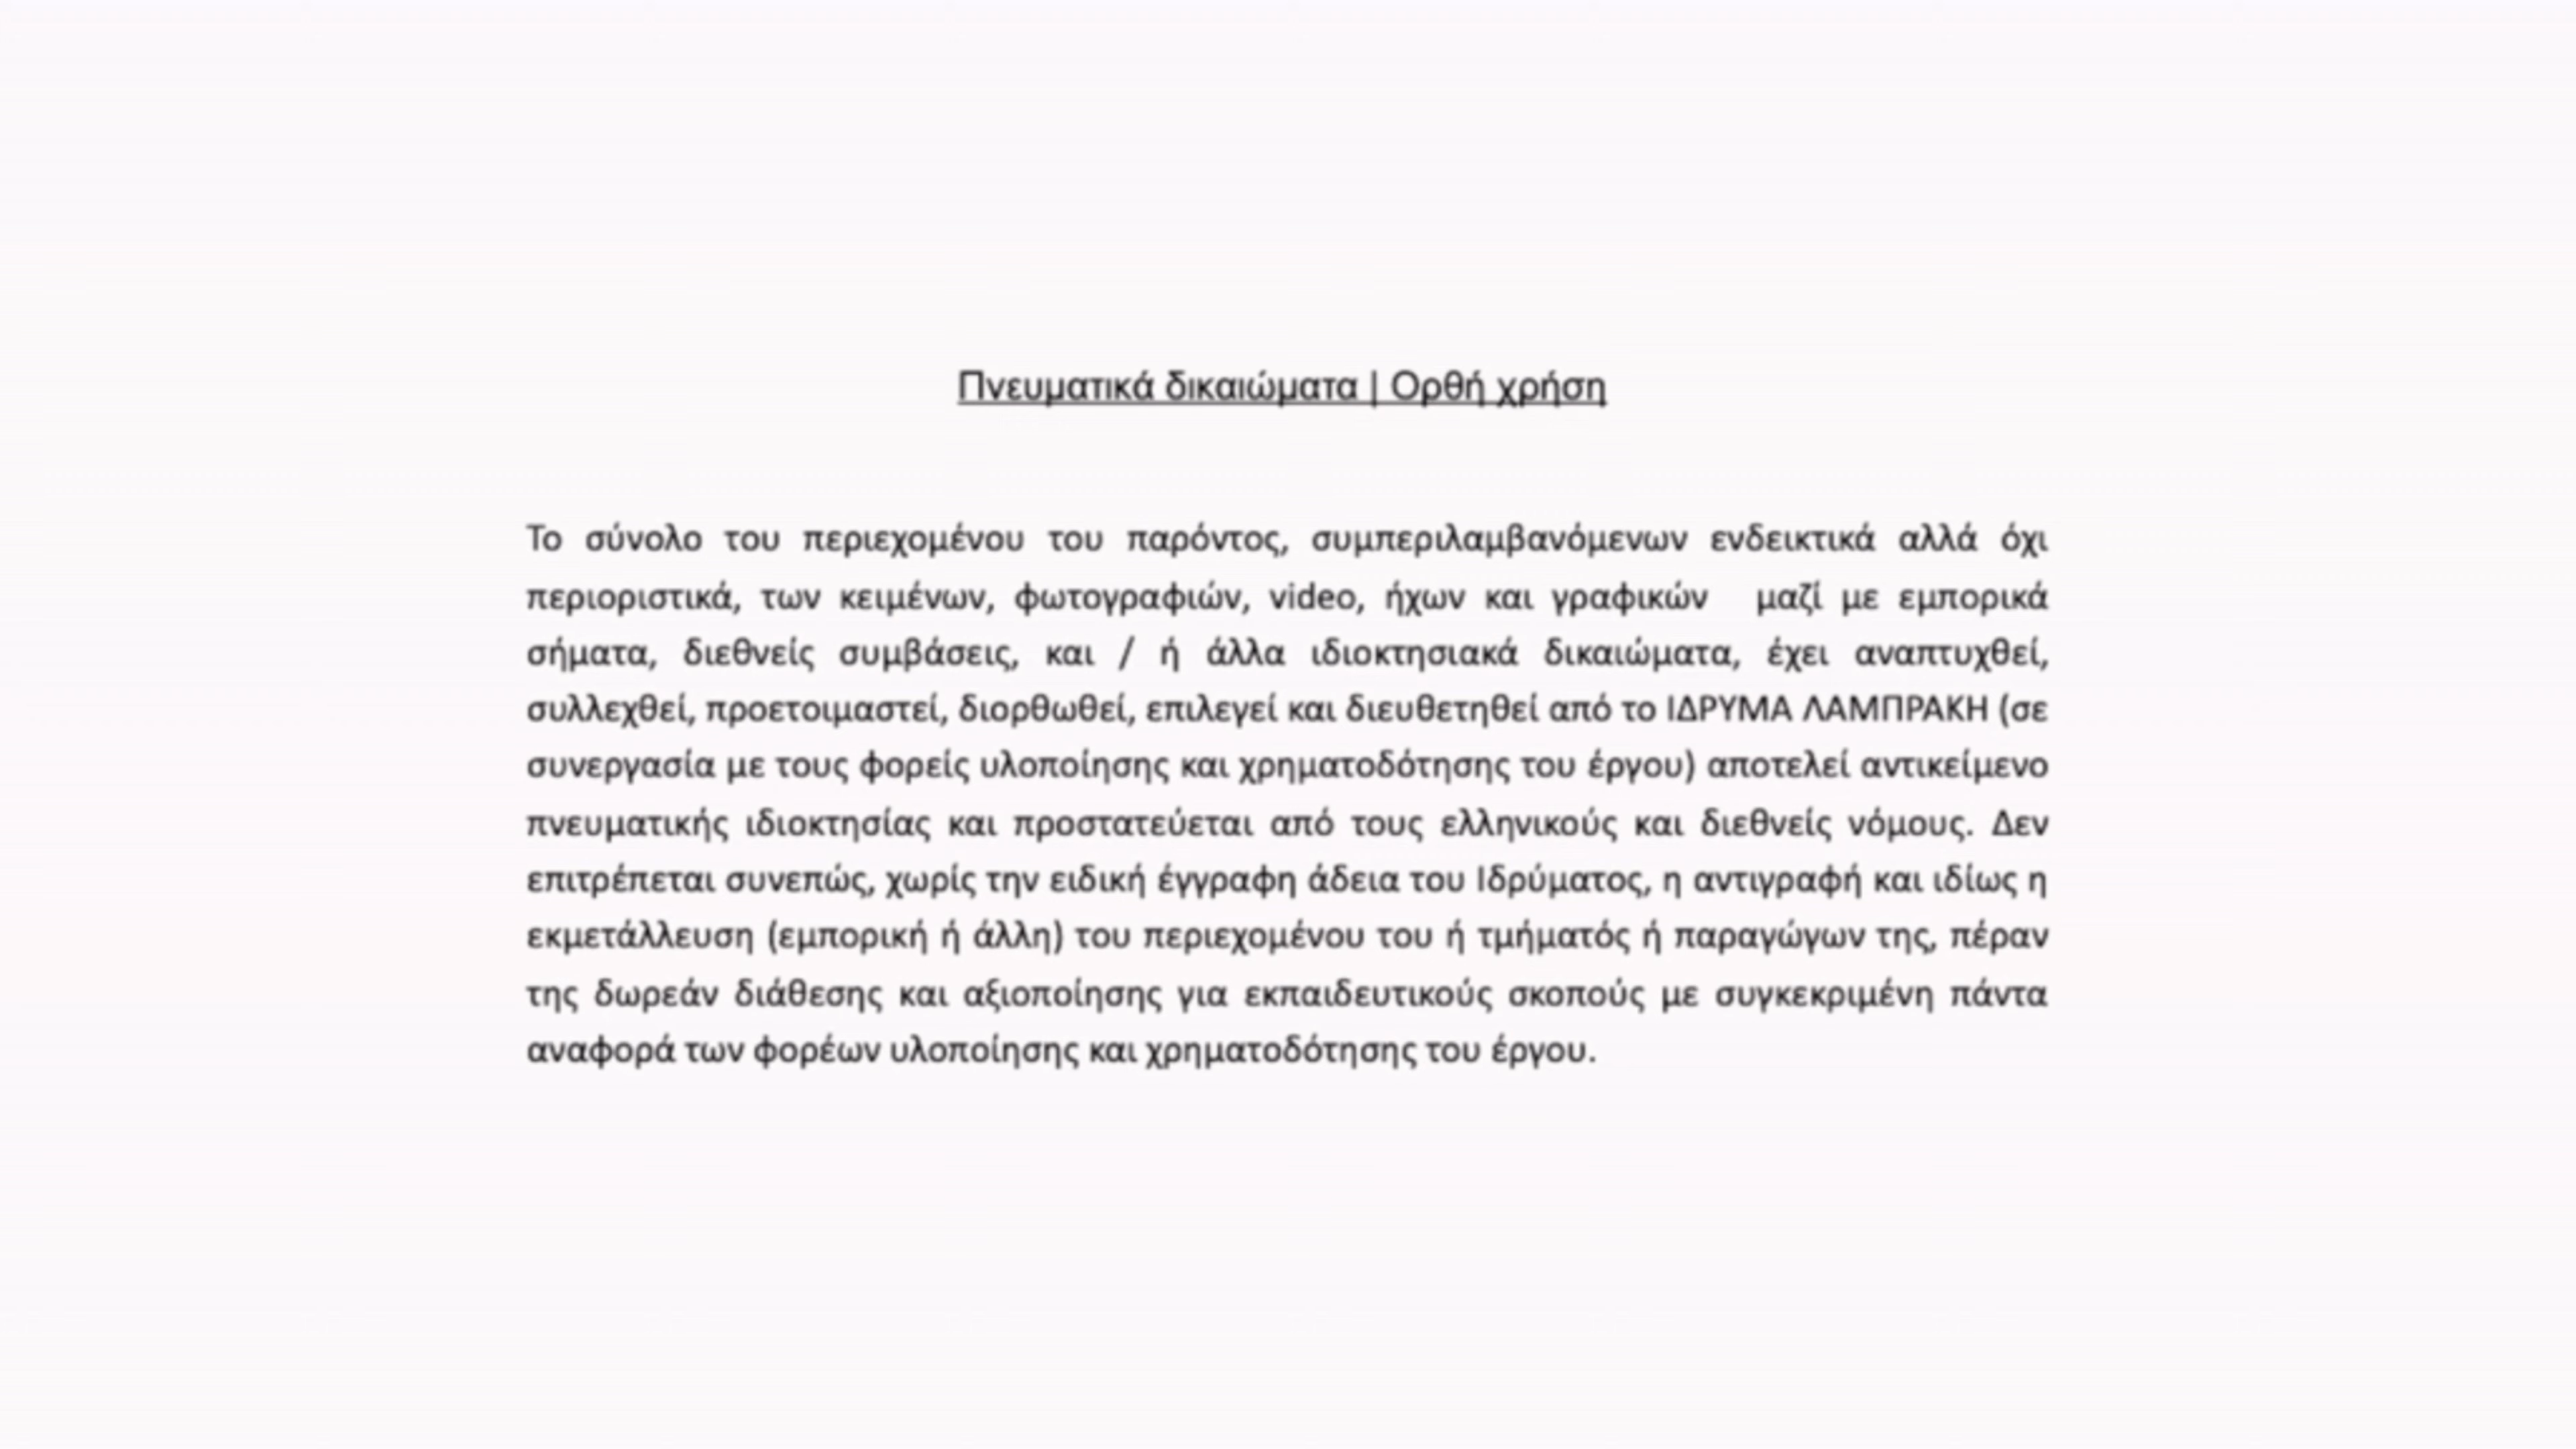 Πνευματικά δικαιώματα | Ορθή χρήση
Το σύνολο του περιεχομένου του παρόντος, συμπεριλαμβανόμενων ενδεικτικά αλλά όχι
περιοριστικά, των κειμένων, φωτογραφιών, video, ήχων και γραφικών μαζί με εμπορικά
σήματα, διεθνείς συμβάσεις, και / ή άλλα ιδιοκτησιακά δικαιώματα, έχει αναπτυχθεί,
συλλεχθεί, προετοιμαστεί, διορθωθεί, επιλεγεί και διευθετηθεί από το ΙΔΡΥΜΑ ΛΑΜΠΡΑΚΗ (σε
συνεργασία με τους φορείς υλοποίησης και χρηματοδότησης του έργου) αποτελεί αντικείμενο
πνευματικής ιδιοκτησίας και προστατεύεται από τους ελληνικούς και διεθνείς νόμους. Δεν
επιτρέπεται συνεπώς, χωρίς την ειδική έγγραφη άδεια του Ιδρύματος, η αντιγραφή και ιδίως η
εκμετάλλευση (εμπορική ή άλλη) του περιεχομένου του ή τμήματός ή παραγώγων της, πέραν
της δωρεάν διάθεσης και αξιοποίησης για εκπαιδευτικούς σκοπούς με συγκεκριμένη πάντα
αναφορά των φορέων υλοποίησης και χρηματοδότησης του έργου.